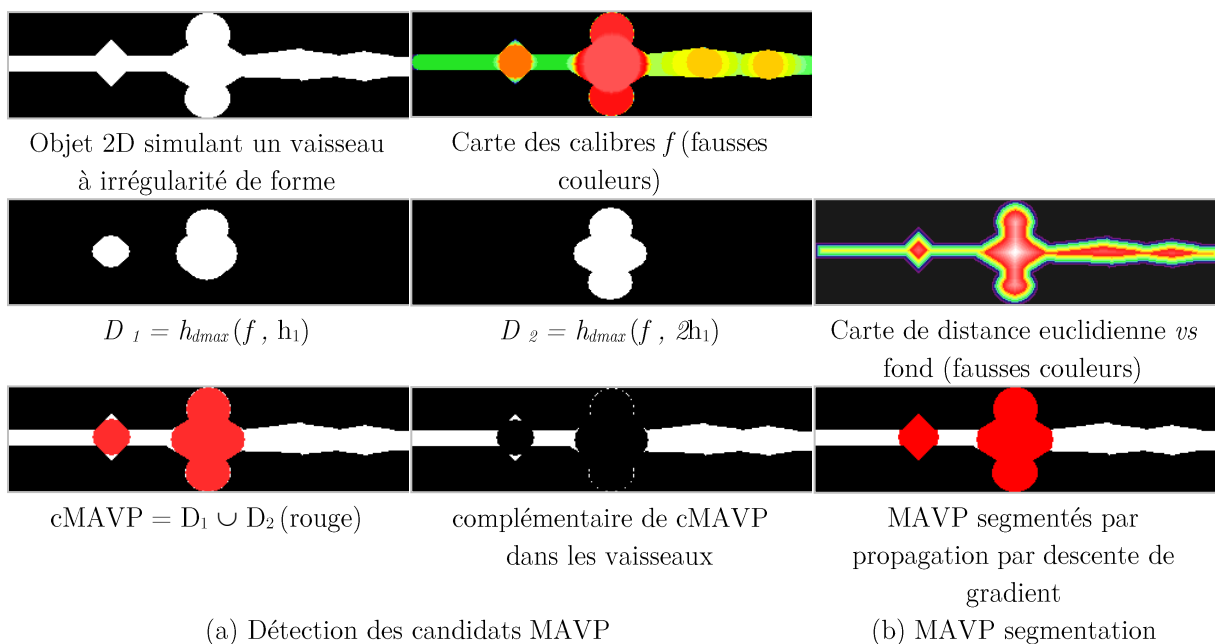 Objet 2D simulant un vaisseau
à irrégularité de forme
Carte des calibres f (fausses
couleurs)
D 1 = hdmax(f , h1)
D 2 = hdmax(f , 2h1)
Carte de distance euclidienne vs
fond (fausses couleurs)
cMAVP = D1 ∪ D2 (rouge)
complémentaire de cMAVP
dans les vaisseaux
MAVP segmentés par
propagation par descente de
gradient
(a) Détection des candidats MAVP
(b) MAVP segmentation